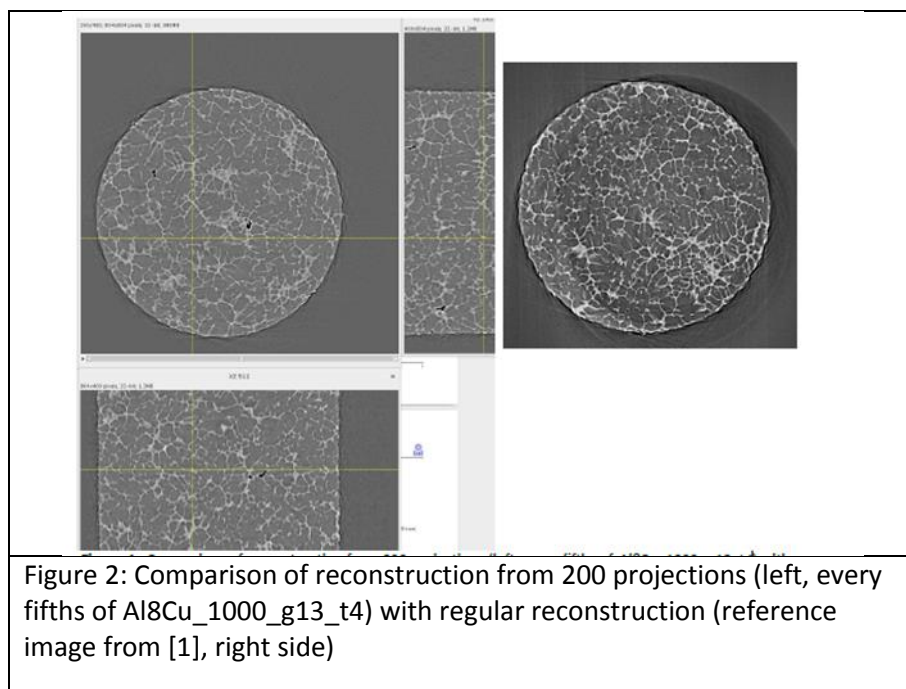 Figure 2: Comparison of reconstruction from 200 projections (left, every
fifths of Al8Cu_1000_g13_t4) with regular reconstruction (reference
image from [1], right side)